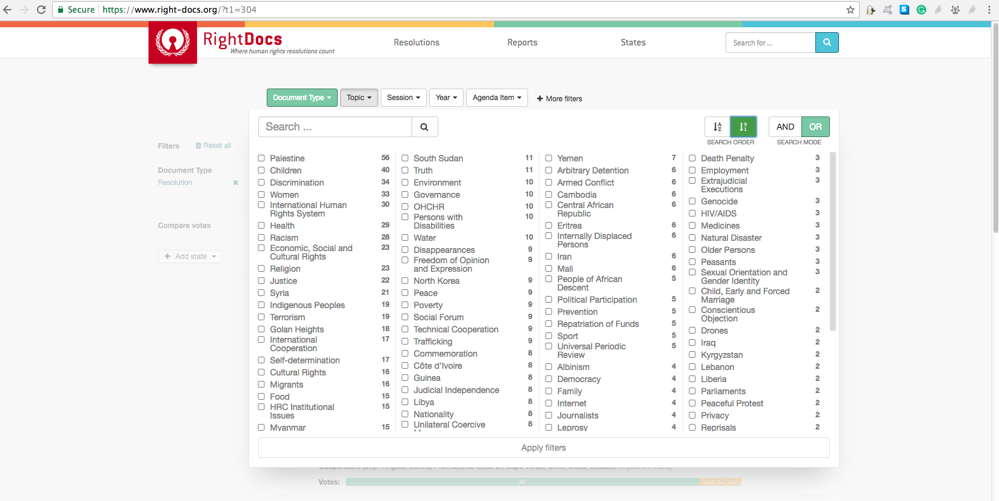 Secure https://www.right-docs.org/?t1=304
RightDocs
Where human rights resolutions count
Resolutions Reports States Search for ...
Document Type Topic Session Year Agenda Item + More filters
Search ...
A Z 9 1 AND OR
SEARCH ORDER SEARCH MODE
Filters Reset all
Document Type
Resolution
Compare votes
+ Add state
Palestine 56
Children 40
Discrimination 34
Women 33
International Human 30
Rights System
Health 29
Racism 28
Economic, Social and 23
Cultural Rights
Religion 23
Justice 22
Syria 21
Indigenous Peoples 19
Terrorism 19
Golan Heights 18
International 17
Cooperation
Self-determination 17
Cultural Rights 16
Migrants 16
Food 15
HRC Institutional 15
Issues
Myanmar 15
South Sudan 11
Truth 11
Environment 10
Governance 10
OHCHR 10
Persons with 10
Disabilities
Water 10
Disappearances 9
Freedom of Opinion 9
and Expression
North Korea 9
Peace 9
Poverty 9
Social Forum 9
Technical Cooperation 9
Trafficking 9
Commemoration 8
Côte d'Ivoire 8
Guinea 8
Judicial Independence 8
Libya 8
Nationality 8
Unilateral Coercive 8
Yemen 7
Arbitrary Detention 6
Armed Conflict 6
Cambodia 6
Central African 6
Republic
Eritrea 6
Internally Displaced 6
Persons
Iran 6
Mali 6
People of African 5
Descent
Political Participation 5
Prevention 5
Repatriation of Funds 5
Sport 5
Universal Periodic 5
Review
Albinism 4
Democracy 4
Family 4
Internet 4
Journalists 4
Leprosy 4
Death Penalty 3
Employment 3
Extrajudicial 3
Executions
Genocide 3
HIV/AIDS 3
Medicines 3
Natural Disaster 3
Older Persons 3
Peasants 3
Sexual Orientation and 3
Gender Identity
Child, Early and Forced 2
Marriage
Conscientious 2
Objection
Drones 2
Iraq 2
Kyrgyzstan 2
Lebanon 2
Liberia 2
Parliaments 2
Peaceful Protest 2
Privacy 2
Reprisals 2
Apply filters
Votes: 42 5